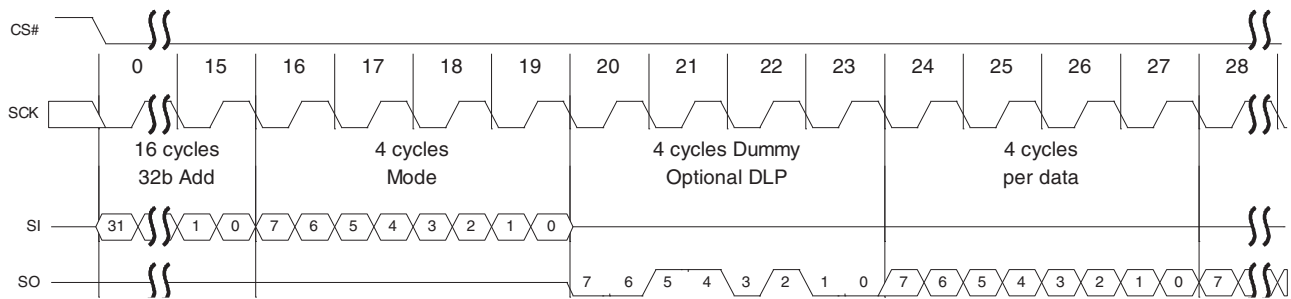 CS#
0 15 16 17 18 19 20 21 22 23 24 25 26 27 28
SCK
16 cycles 4 cycles 4 cycles Dummy 4 cycles
32b Add Mode Optional DLP per data
SI 31 1 0 7 6 5 4 3 2 1 0
SO 7 6 5 4 3 2 1 0 7 6 5 4 3 2 1 0 7